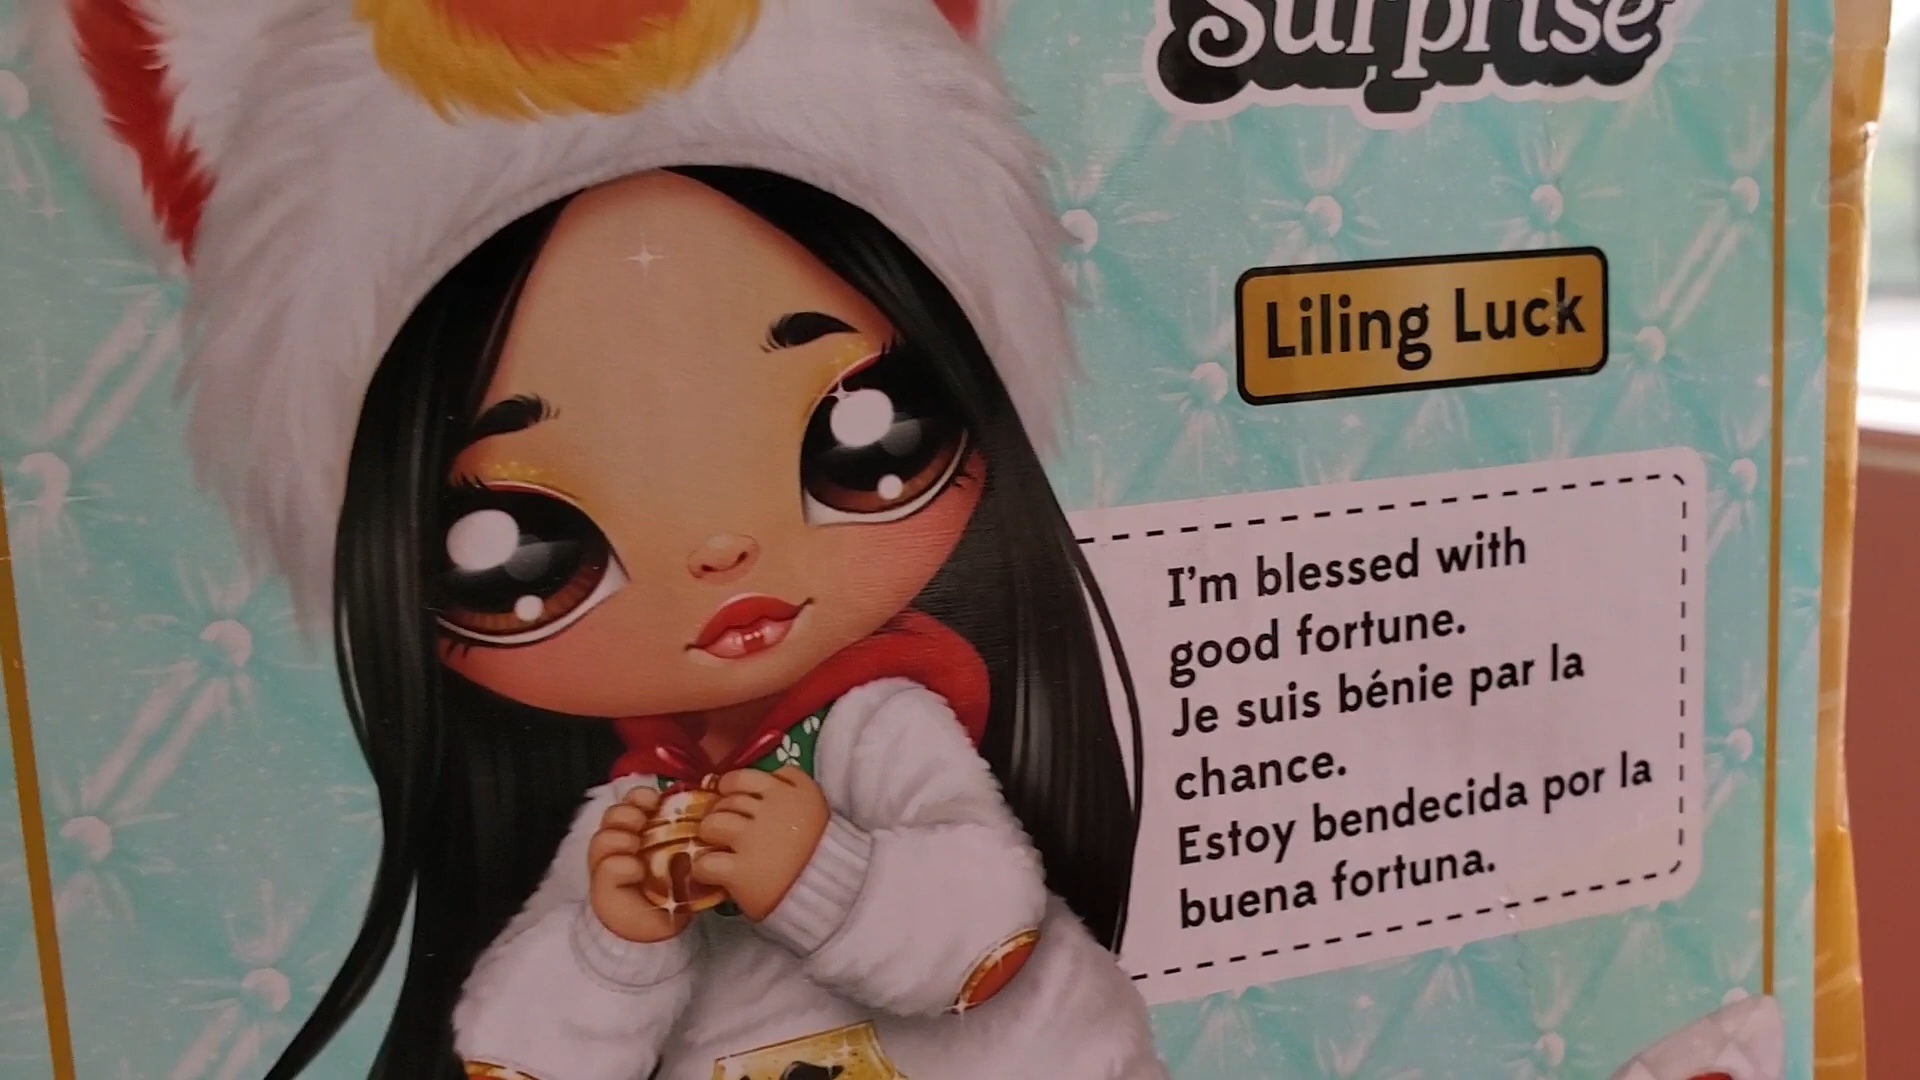 Surprise
Liling Luck
I'm blessed with
good fortune.
Je suis bénie par la
chance.
Estoy bendecida por la
buena fortuna.